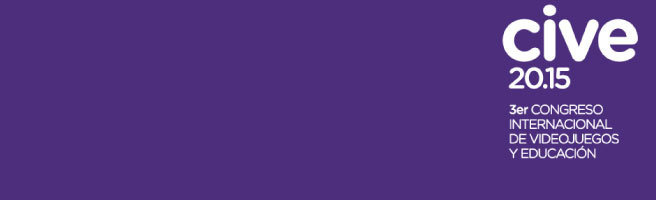 cive
20.15
3er CONGRESO
INTERNACIONAL
DE VIDEOJUEGOS
Y EDUCACIÓN